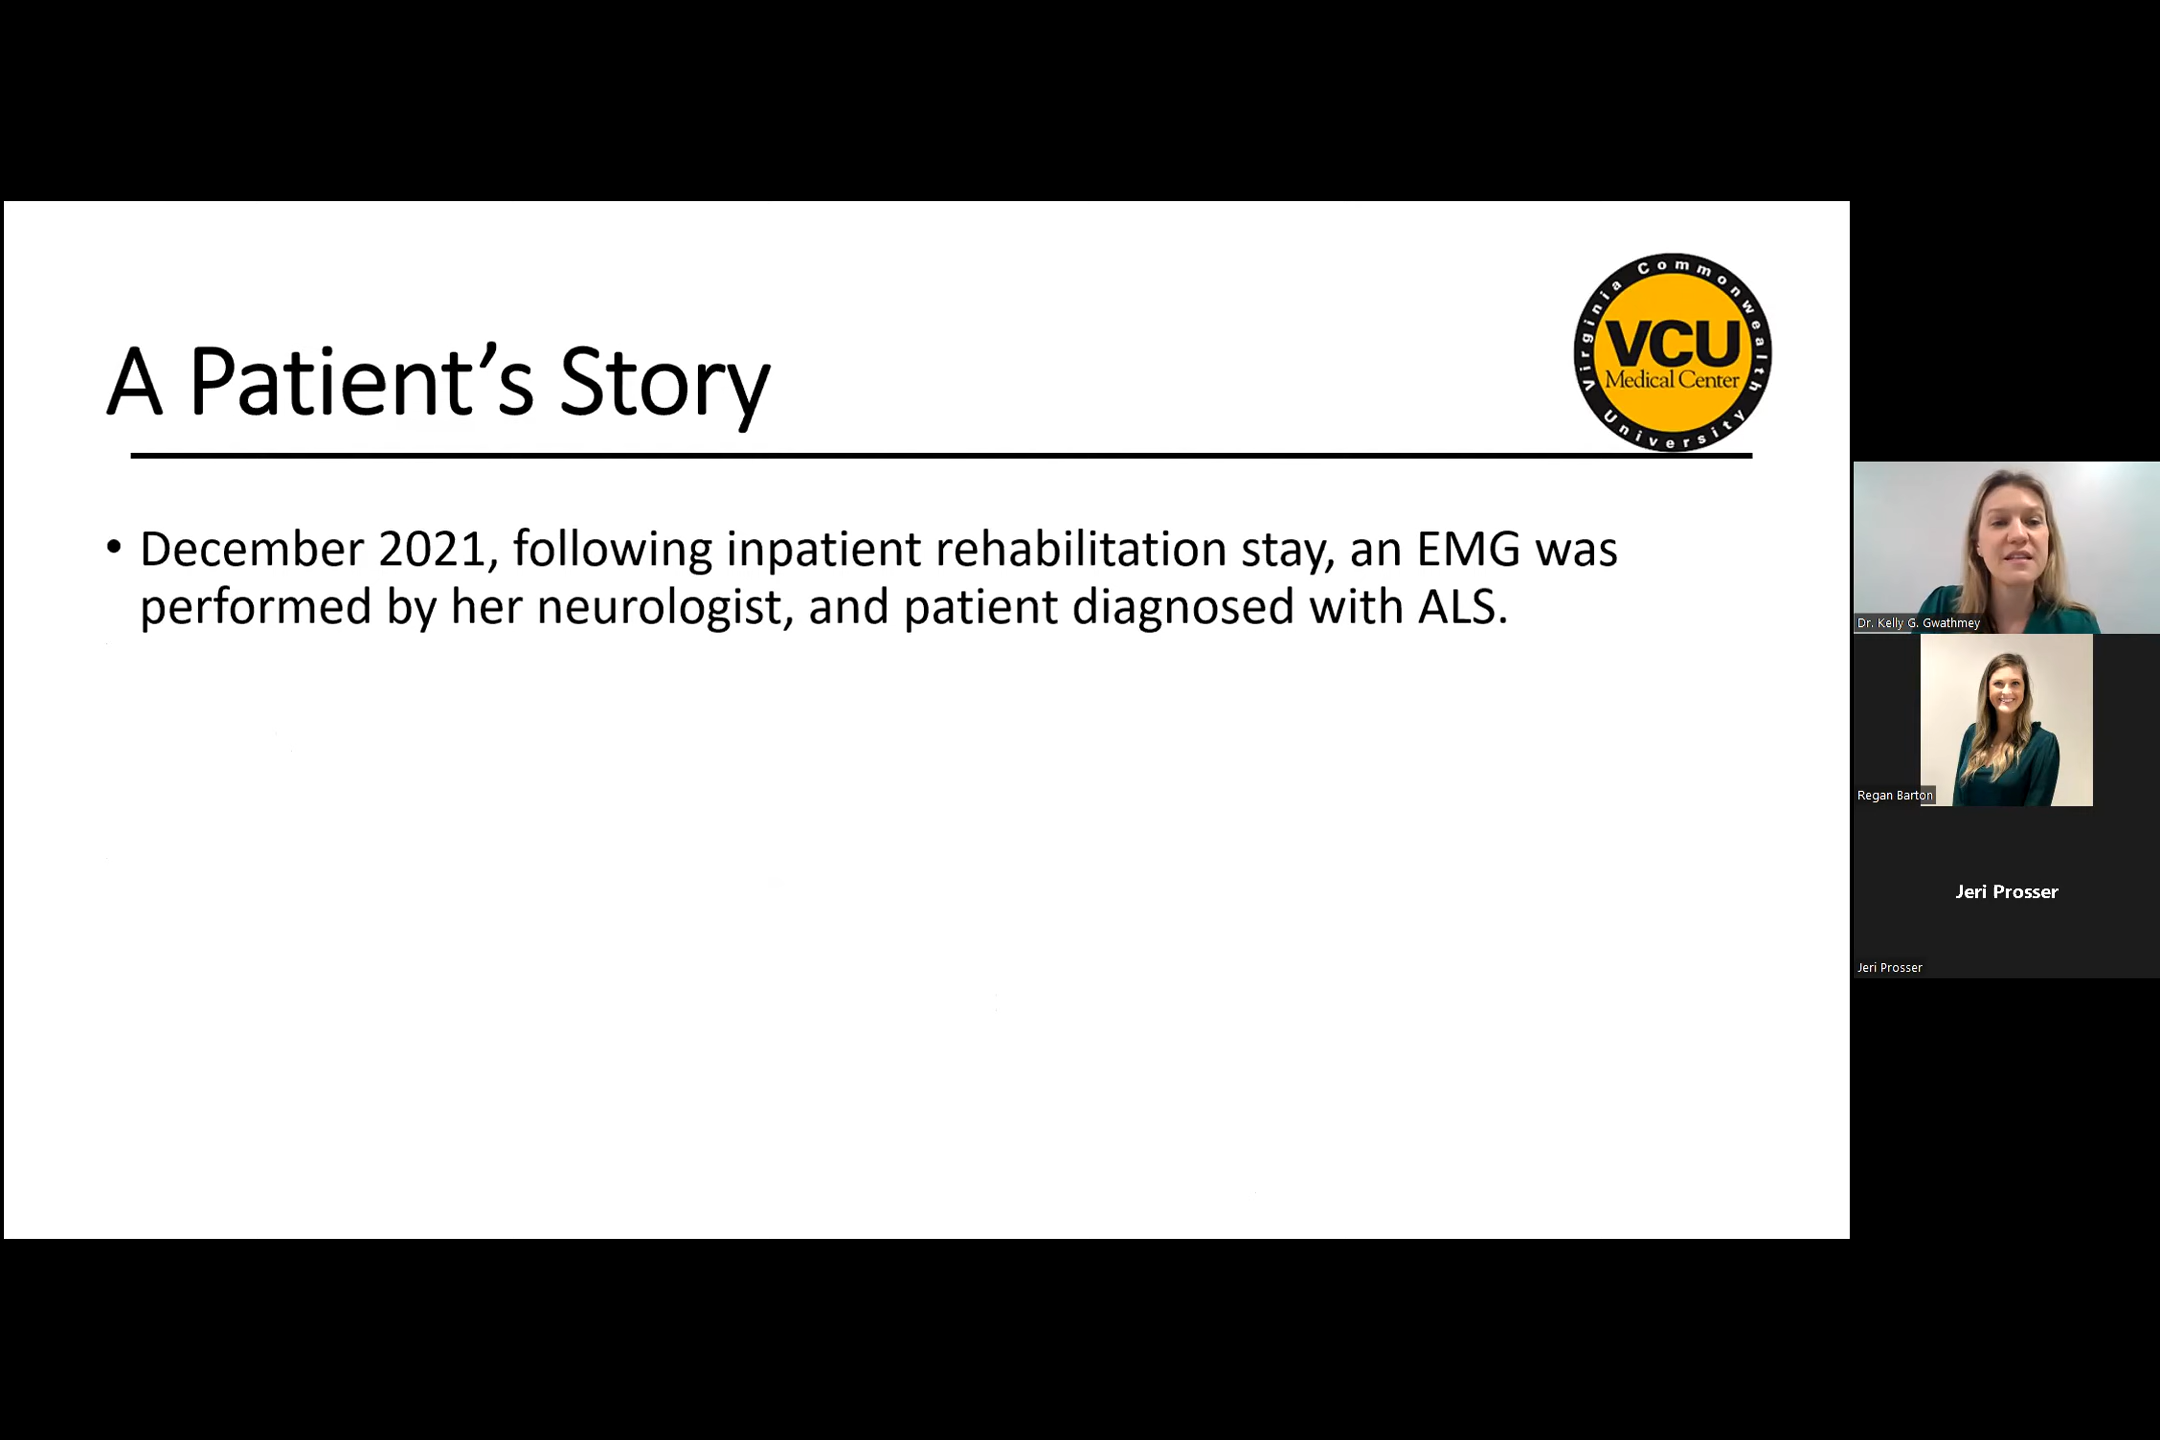 A Patient’s Story
Virginia Commonwealth University
VCU
Medical Center
• December 2021, following inpatient rehabilitation stay, an EMG was
performed by her neurologist, and patient diagnosed with ALS.
Dr. Kelly G. Gwathmey
Regan Barton
Jeri Prosser
Jeri Prosser